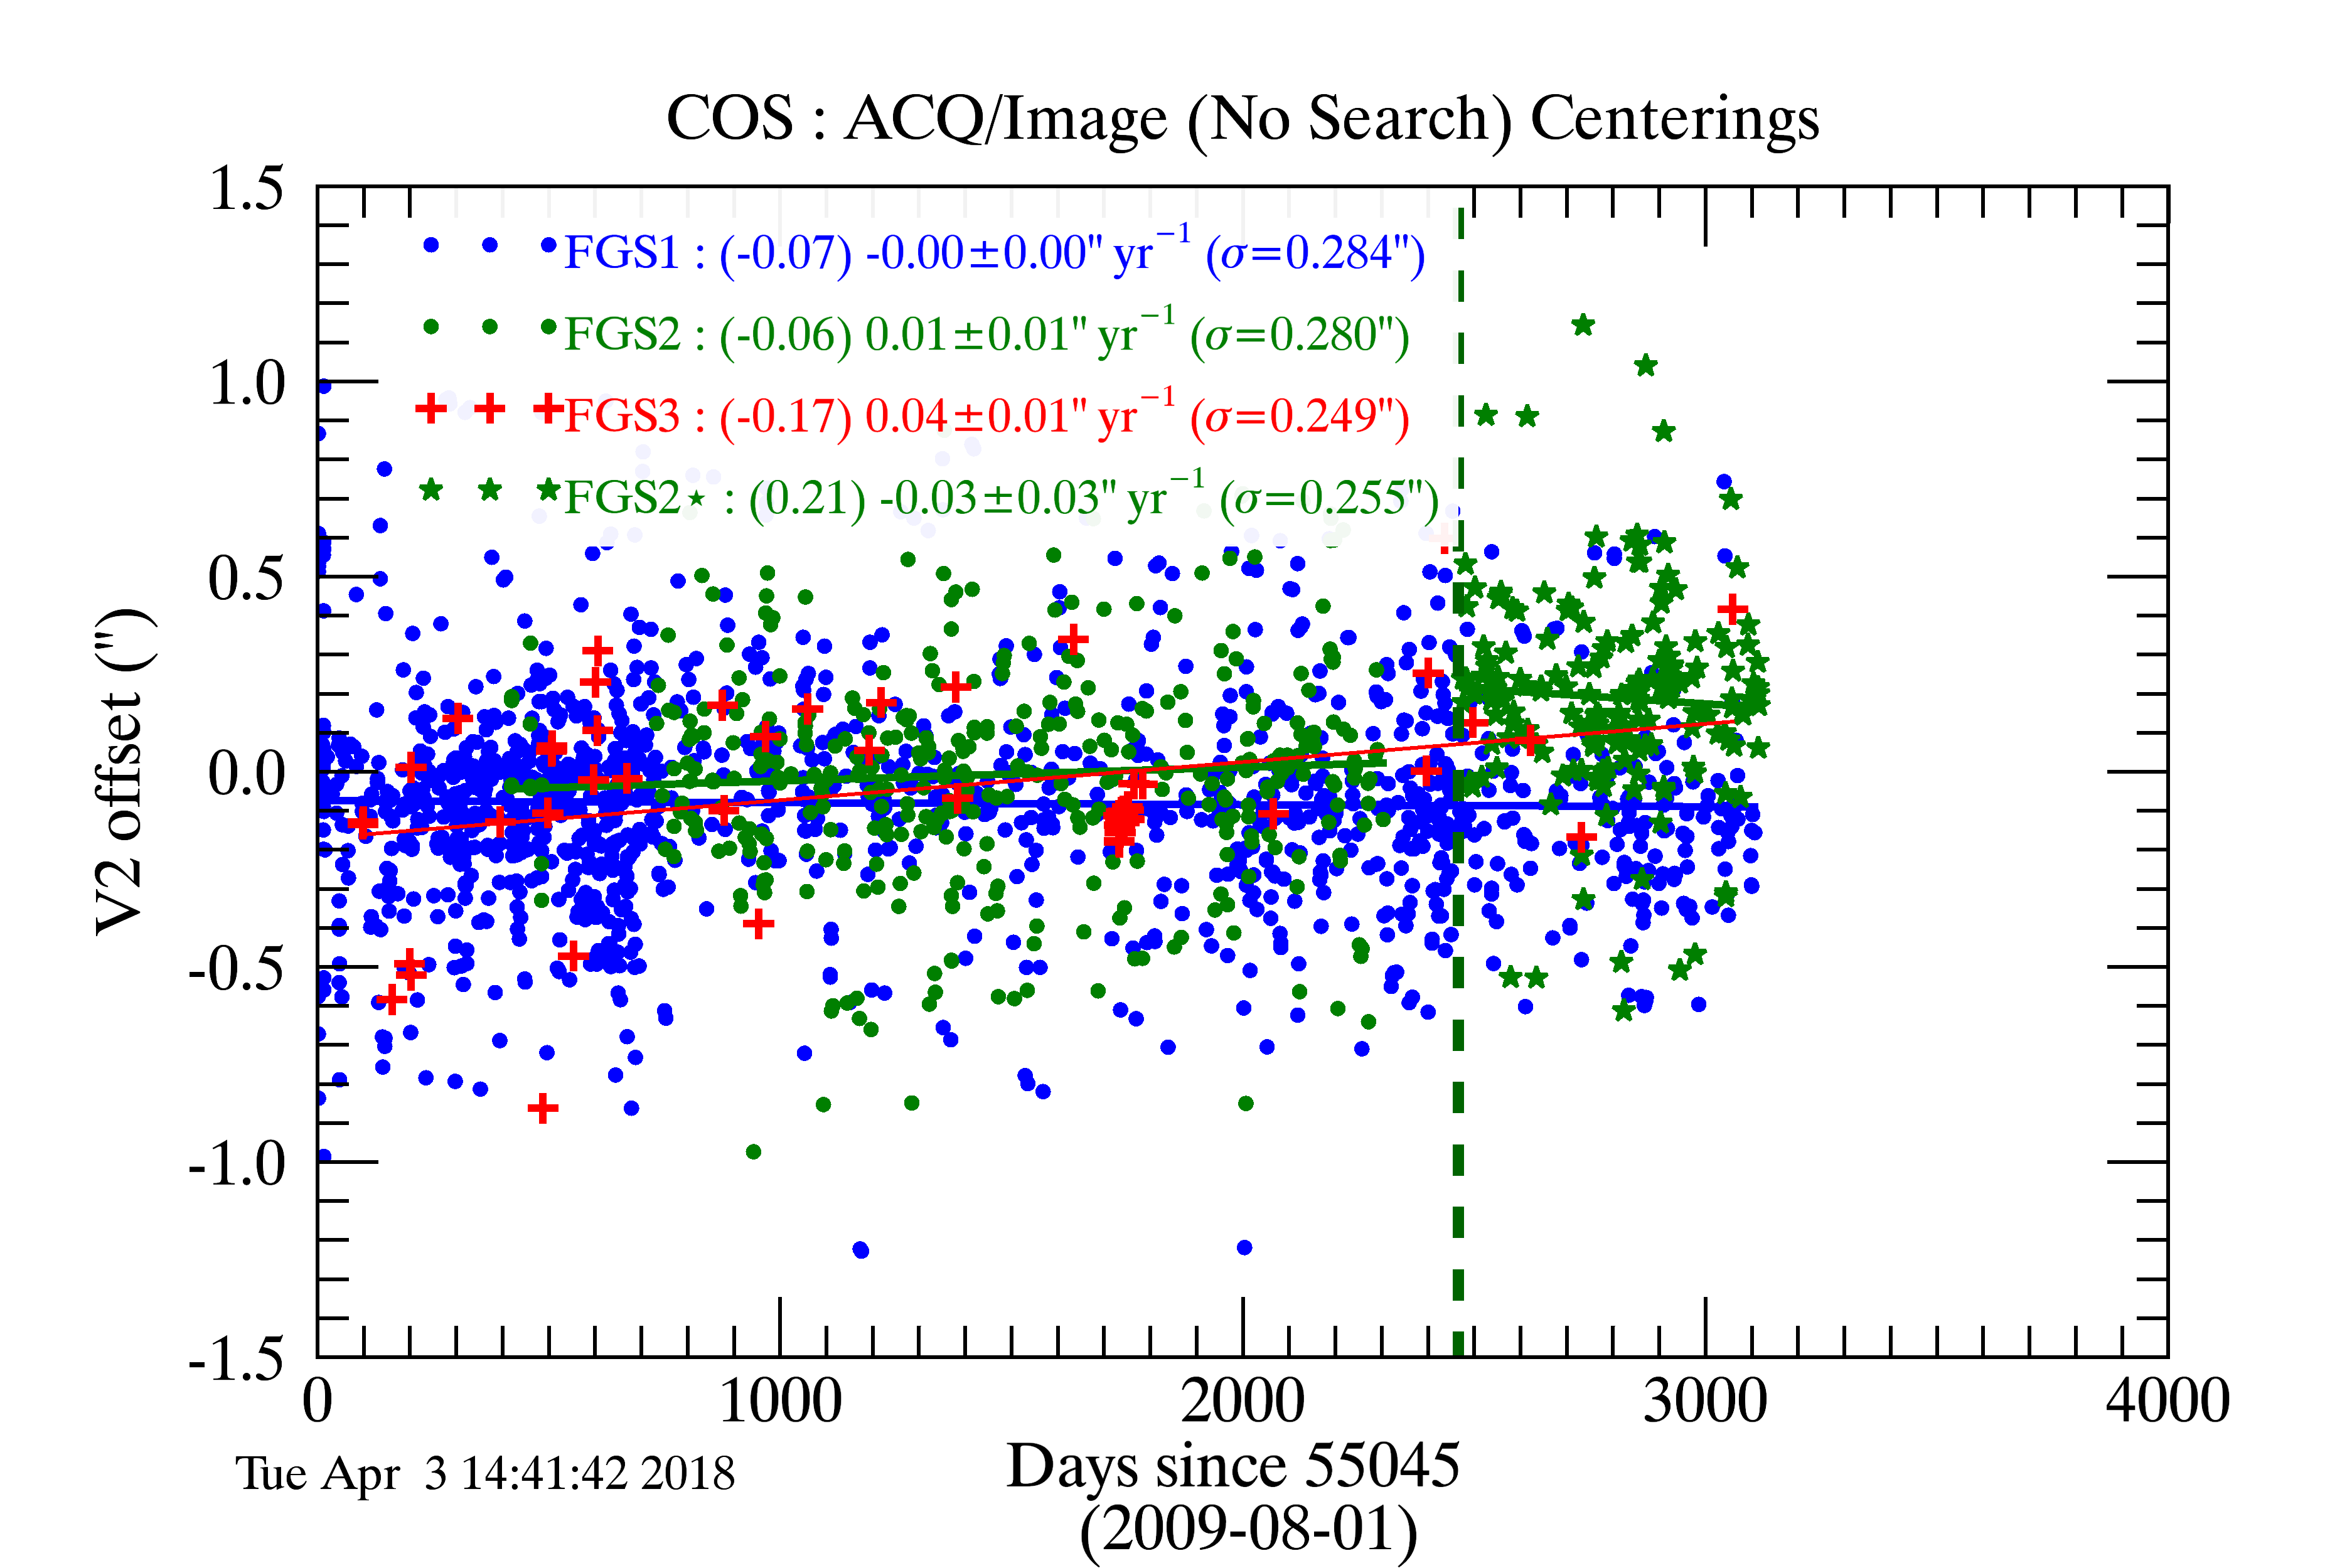 COS : ACQ/Image (No Search) Centerings
1.5
1.0
0.5
0.0
-0.5
-1.0
-1.5
V2 offset (")
FGS1 : (-0.07) -0.00±0.00" yr⁻¹ (σ=0.284")
FGS2 : (-0.06) 0.01±0.01" yr⁻¹ (σ=0.280")
FGS3 : (-0.17) 0.04±0.01" yr⁻¹ (σ=0.249")
FGS2⋆ : (0.21) -0.03±0.03" yr⁻¹ (σ=0.255")
0 1000 2000 3000 4000
Days since 55045
(2009-08-01)
Tue Apr  3 14:41:42 2018